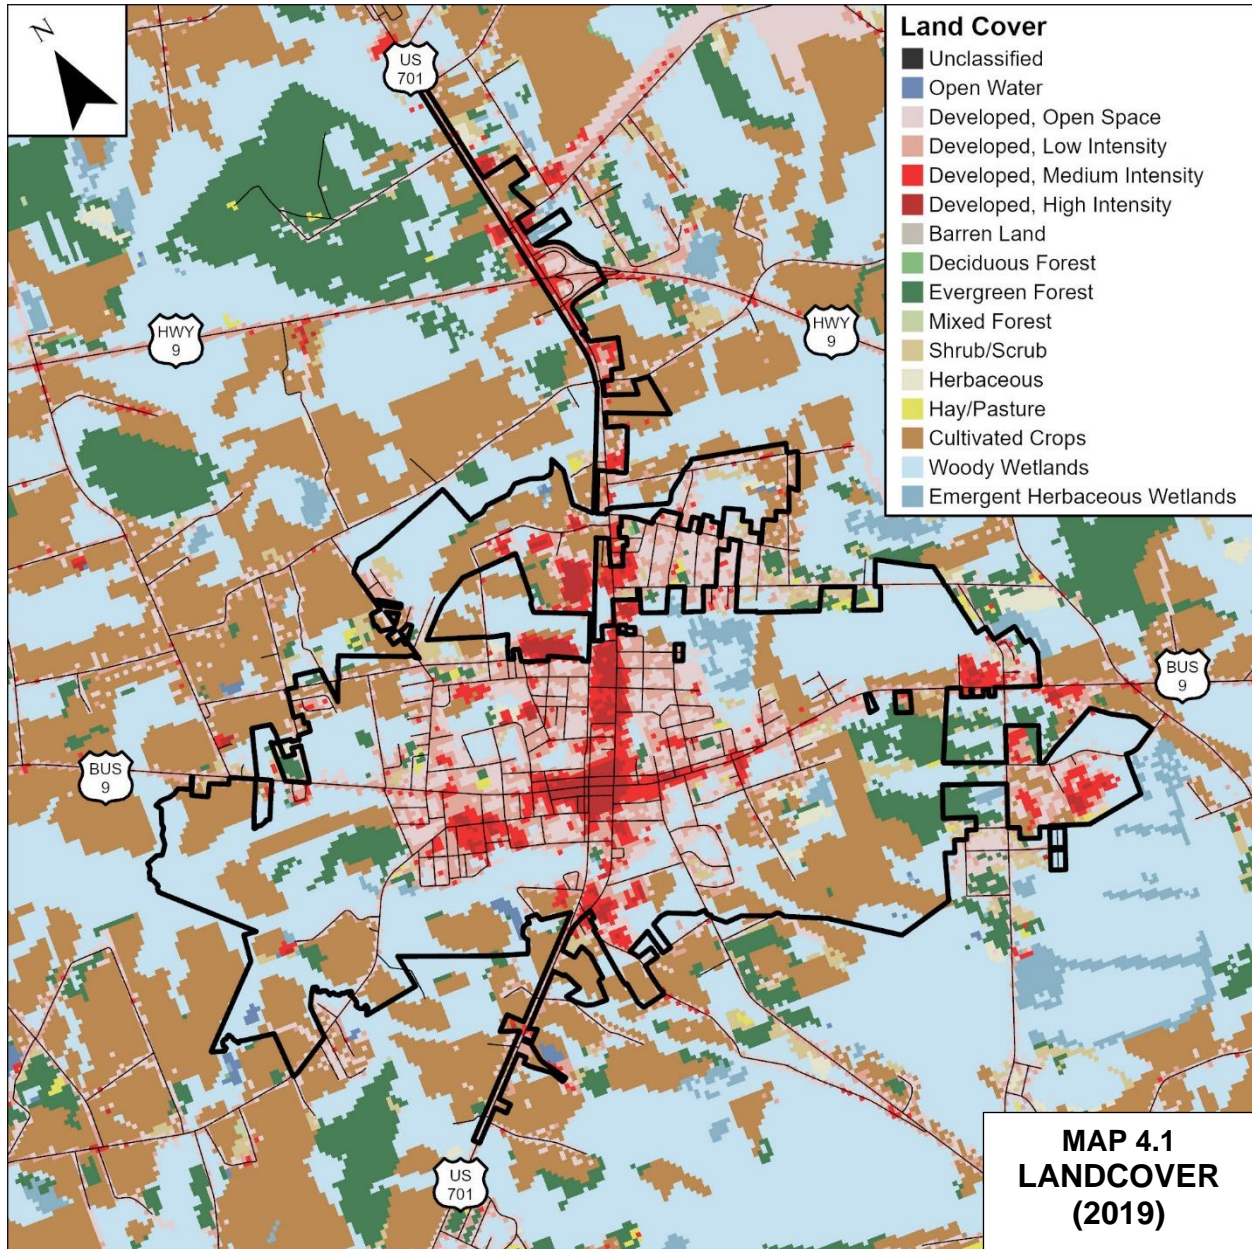 N
US
701
Land Cover
Unclassified
Open Water
Developed, Open Space
Developed, Low Intensity
Developed, Medium Intensity
Developed, High Intensity
Barren Land
Deciduous Forest
Evergreen Forest
Mixed Forest
Shrub/Scrub
Herbaceous
Hay/Pasture
Cultivated Crops
Woody Wetlands
Emergent Herbaceous Wetlands
HWY
9
HWY
9
BUS
9
BUS
9
US
701
MAP 4.1
LANDCOVER
(2019)